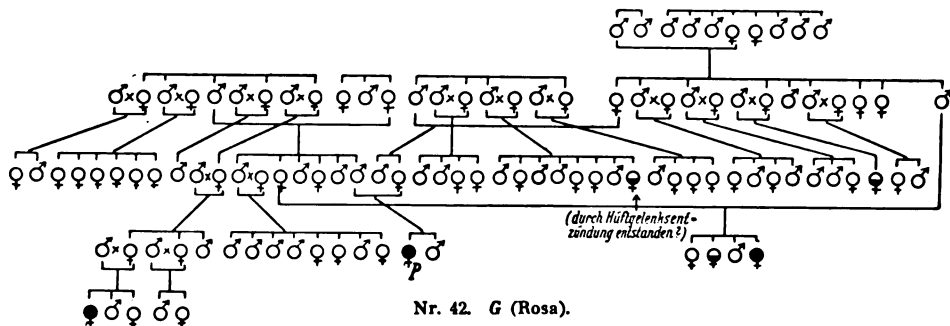 (durch Hüftgelenksent-
zündung entstanden?)
P
Nr. 42. G (Rosa).